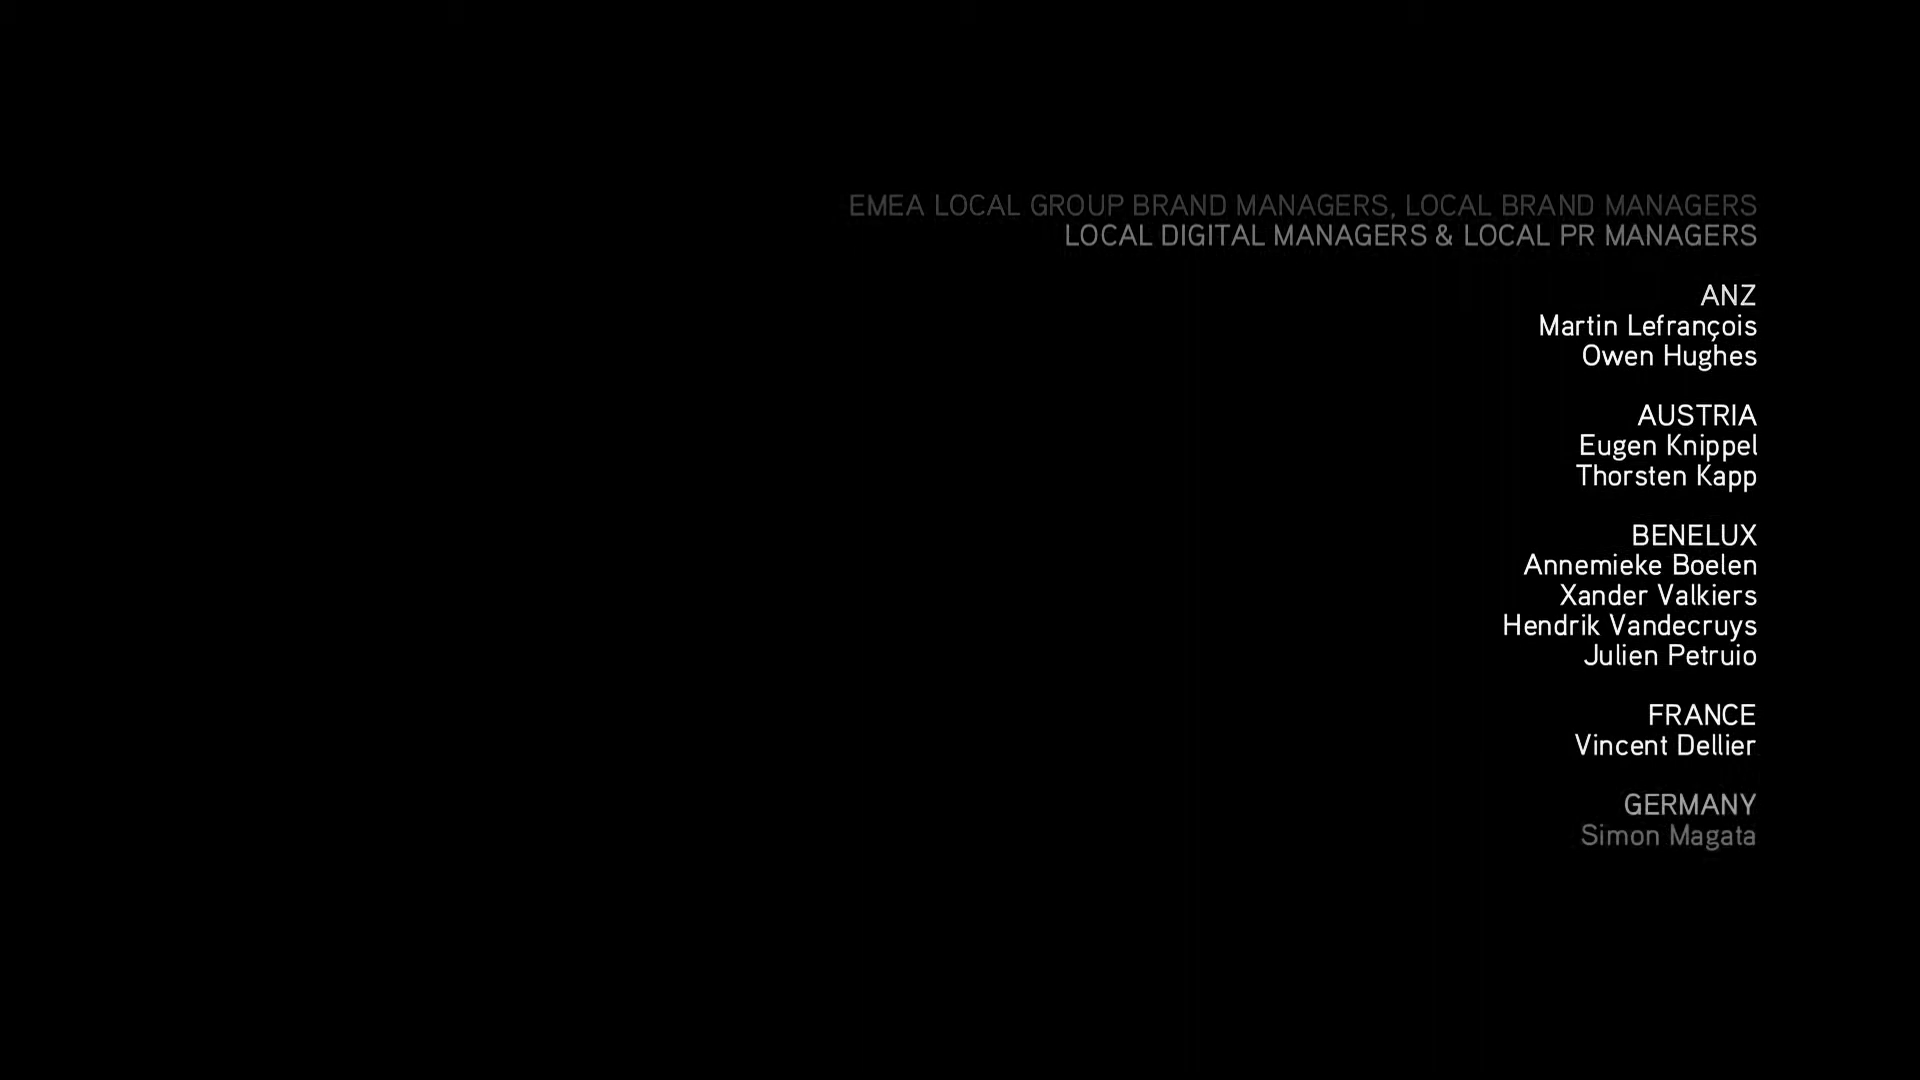 EMEA LOCAL GROUP BRAND MANAGERS, LOCAL BRAND MANAGERS
LOCAL DIGITAL MANAGERS & LOCAL PR MANAGERS
ANZ
Martin Lefrançois
Owen Hughes
AUSTRIA
Eugen Knippel
Thorsten Kapp
BENELUX
Annemieke Boelen
Xander Valkiers
Hendrik Vandecruys
Julien Petruio
FRANCE
Vincent Dellier
GERMANY
Simon Magata